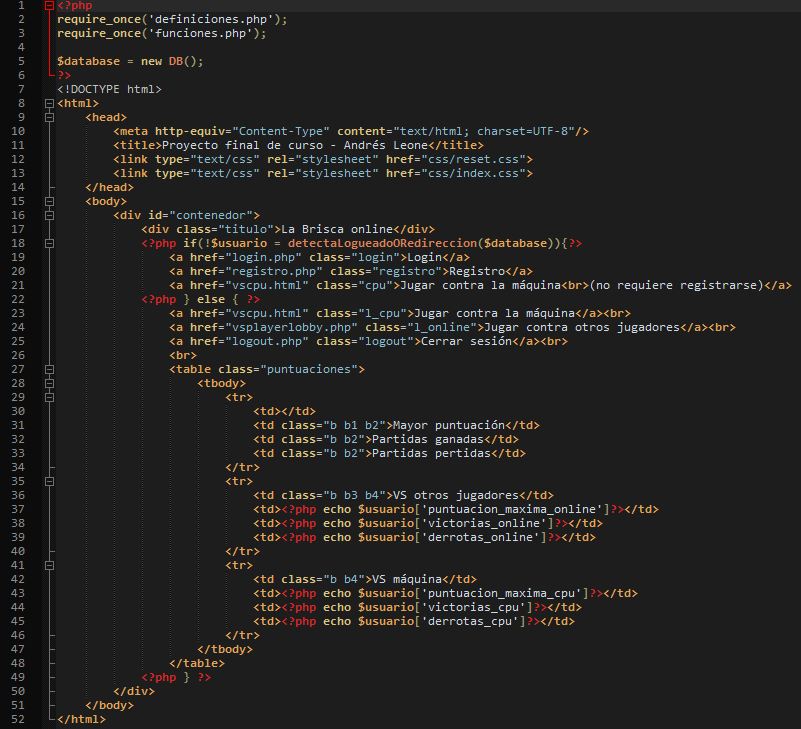 1 <?php
2 require_once('definiciones.php');
3 require_once('funciones.php');
4
5 $database = new DB();
6 ?>
7 <!DOCTYPE html>
8 <html>
9     <head>
10         <meta http-equiv="Content-Type" content="text/html; charset=UTF-8"/>
11         <title>Proyecto final de curso - Andrés Leone</title>
12         <link type="text/css" rel="stylesheet" href="css/reset.css">
13         <link type="text/css" rel="stylesheet" href="css/index.css">
14     </head>
15     <body>
16         <div id="contenedor">
17             <div class="titulo">La Brisca online</div>
18             <?php if(!$usuario = detectaLogueadoORedireccion($database)){?>
19                 <a href="login.php" class="login">Login</a>
20                 <a href="registro.php" class="registro">Registro</a>
21                 <a href="vscpu.html" class="cpu">Jugar contra la máquina<br>(no requiere registrarse)</a>
22             <?php } else { ?>
23                 <a href="vscpu.html" class="l_cpu">Jugar contra la máquina</a><br>
24                 <a href="vsplayerlobby.php" class="l_online">Jugar contra otros jugadores</a><br>
25                 <a href="logout.php" class="logout">Cerrar sesión</a><br>
26                 <br>
27                 <table class="puntuaciones">
28                     <tbody>
29                         <tr>
30                             <td></td>
31                             <td class="b b1 b2">Mayor puntuación</td>
32                             <td class="b b2">Partidas ganadas</td>
33                             <td class="b b2">Partidas pertidas</td>
34                         </tr>
35                         <tr>
36                             <td class="b b3 b4">VS otros jugadores</td>
37                             <td><?php echo $usuario['puntuacion_maxima_online']?></td>
38                             <td><?php echo $usuario['victorias_online']?></td>
39                             <td><?php echo $usuario['derrotas_online']?></td>
40                         </tr>
41                         <tr>
42                             <td class="b b4">VS máquina</td>
43                             <td><?php echo $usuario['puntuacion_maxima_cpu']?></td>
44                             <td><?php echo $usuario['victorias_cpu']?></td>
45                             <td><?php echo $usuario['derrotas_cpu']?></td>
46                         </tr>
47                     </tbody>
48                 </table>
49             <?php } ?>
50         </div>
51     </body>
52 </html>